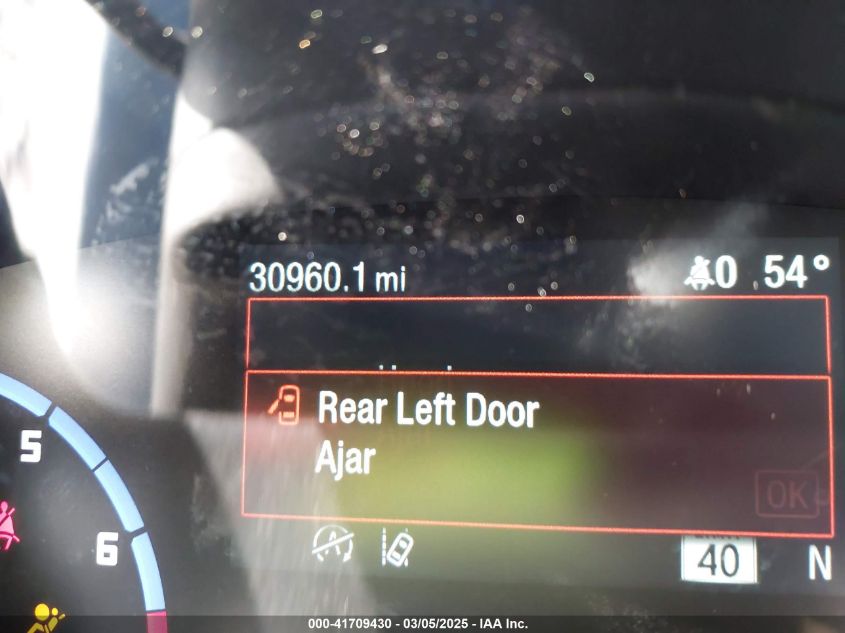 30960.1 mi 0 54°
Rear Left Door
Ajar
OK
5
6
40 N
000-41709430 - 03/05/2025 - IAA Inc.